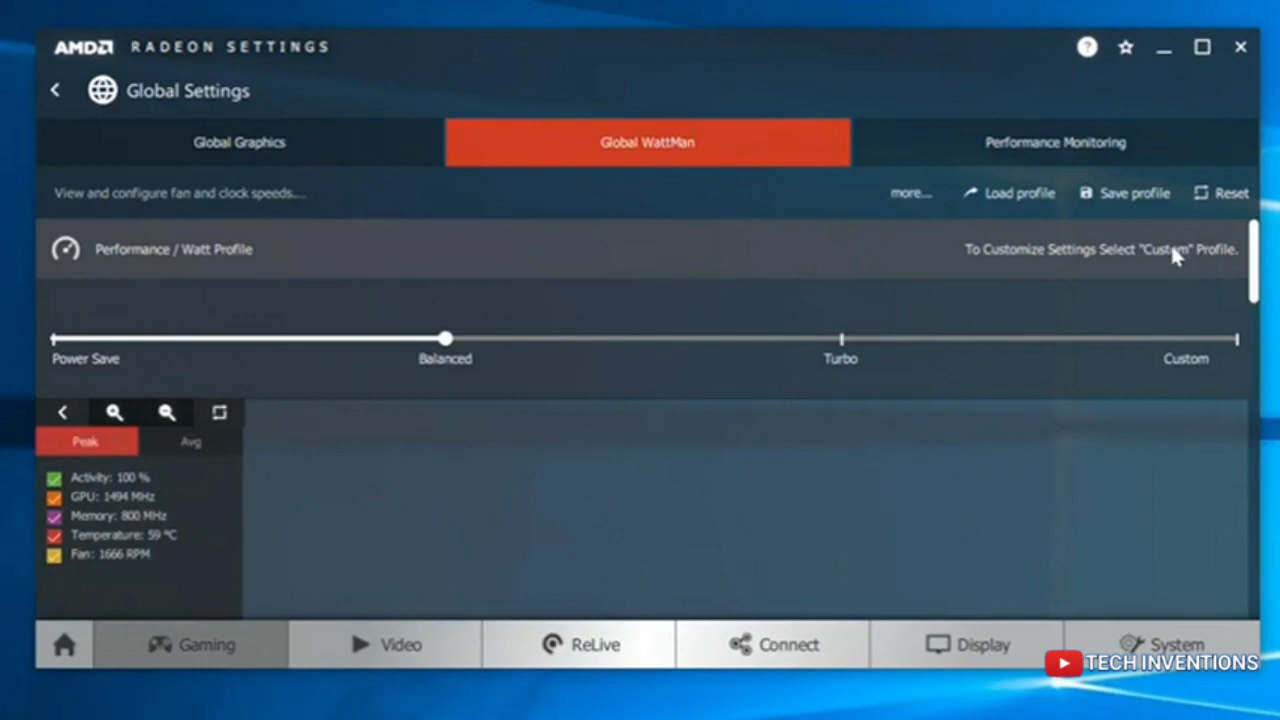 AMD RADEON SETTINGS
Global Settings
Global Graphics
Global WattMan
Performance Monitoring
View and configure fan and clock speeds....
more...
Load profile
Save profile
Reset
Performance / Watt Profile
To Customize Settings Select "Custom" Profile.
Power Save
Balanced
Turbo
Custom
Peak
Avg
Activity: 100 %
GPU: 1494 MHz
Memory: 800 MHz
Temperature: 59 °C
Fan: 1666 RPM
Gaming
Video
ReLive
Connect
Display
System
TECH INVENTIONS